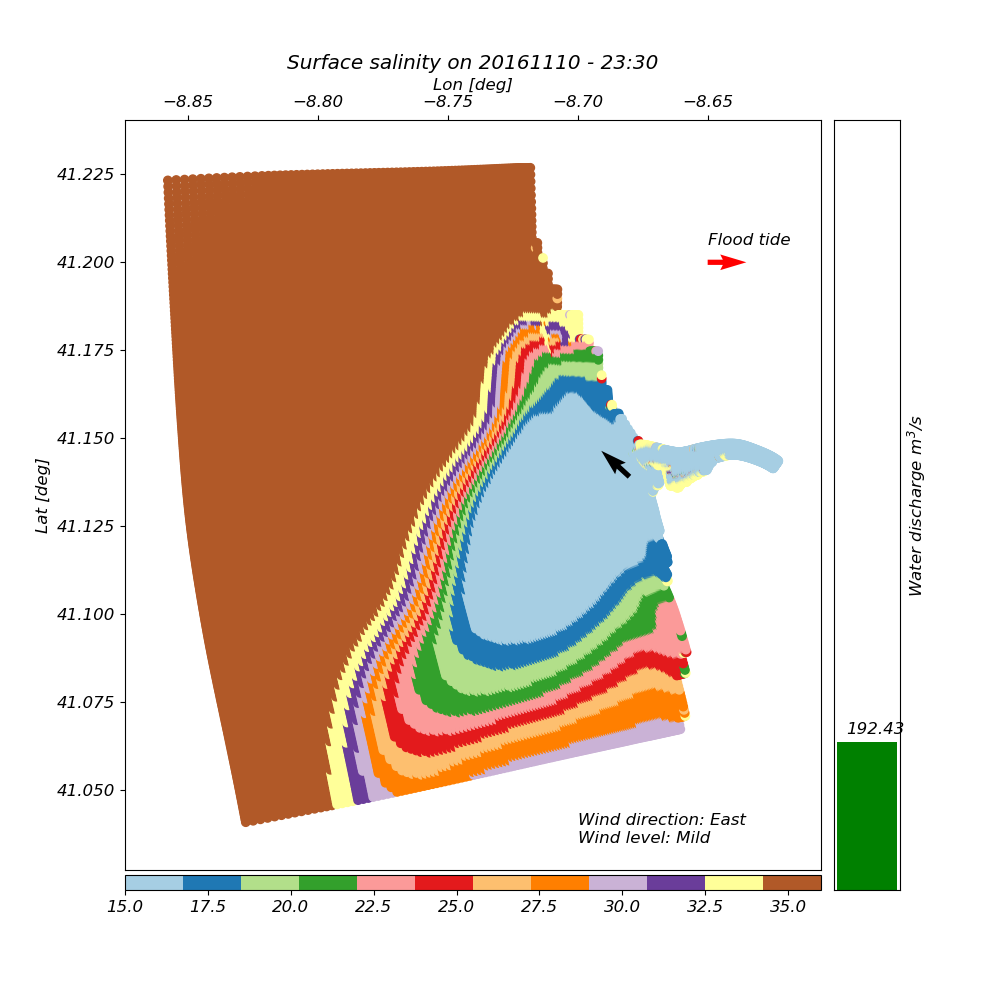 Surface salinity on 20161110 - 23:30
Lon [deg]
−8.85 −8.80 −8.75 −8.70 −8.65
41.225
41.200
41.175
41.150
41.125
41.100
41.075
41.050
Lat [deg]
Flood tide
Wind direction: East
Wind level: Mild
15.0 17.5 20.0 22.5 25.0 27.5 30.0 32.5 35.0
192.43
Water discharge m³/s